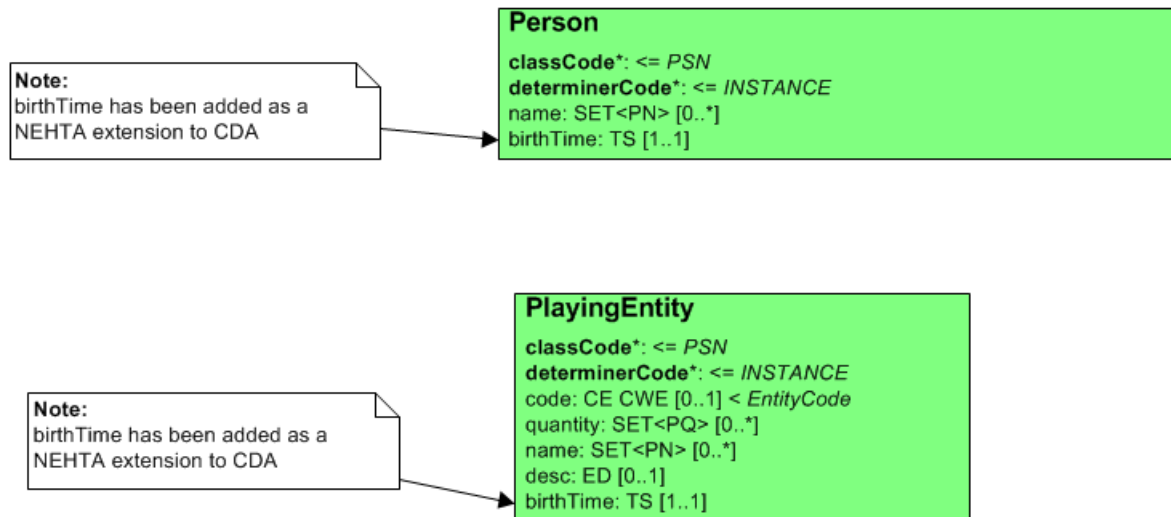 Person
classCode*: <= PSN
determinerCode*: <= INSTANCE
name: SET<PN> [0..*]
birthTime: TS [1..1]
Note:
birthTime has been added as a
NEHTA extension to CDA
PlayingEntity
classCode*: <= PSN
determinerCode*: <= INSTANCE
code: CE CWE [0..1] < EntityCode
quantity: SET<PQ> [0..*]
name: SET<PN> [0..*]
desc: ED [0..1]
birthTime: TS [1..1]
Note:
birthTime has been added as a
NEHTA extension to CDA